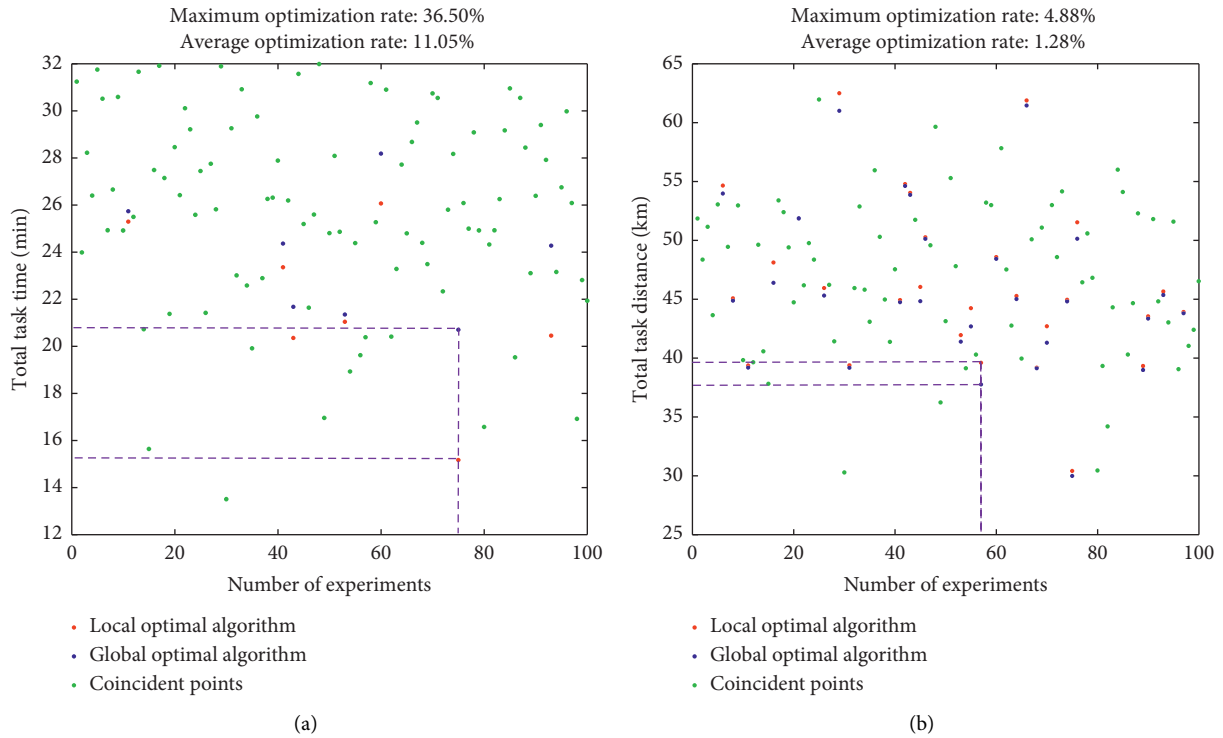 Maximum optimization rate: 36.50%
Average optimization rate: 11.05%
32
30
28
26
24
22
20
18
16
14
12
Total task time (min)
0 20 40 60 80 100
Number of experiments
Local optimal algorithm
Global optimal algorithm
Coincident points
(a)
Maximum optimization rate: 4.88%
Average optimization rate: 1.28%
65
60
55
50
45
40
35
30
25
Total task distance (km)
0 20 40 60 80 100
Number of experiments
Local optimal algorithm
Global optimal algorithm
Coincident points
(b)